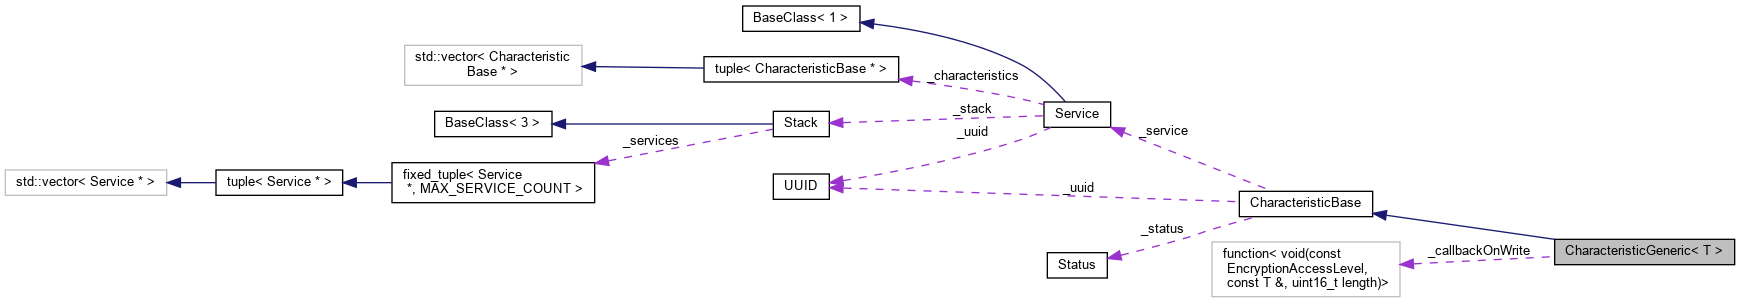 BaseClass< 1 >
std::vector< Characteristic
Base * >
tuple< CharacteristicBase * >
_characteristics
Service
BaseClass< 3 >
Stack
_stack
_services
_uuid
_service
std::vector< Service * >
tuple< Service * >
fixed_tuple< Service
*, MAX_SERVICE_COUNT >
UUID
_uuid
CharacteristicBase
_status
Status
function< void(const
EncryptionAccessLevel,
const T &, uint16_t length)>
_callbackOnWrite
CharacteristicGeneric< T >